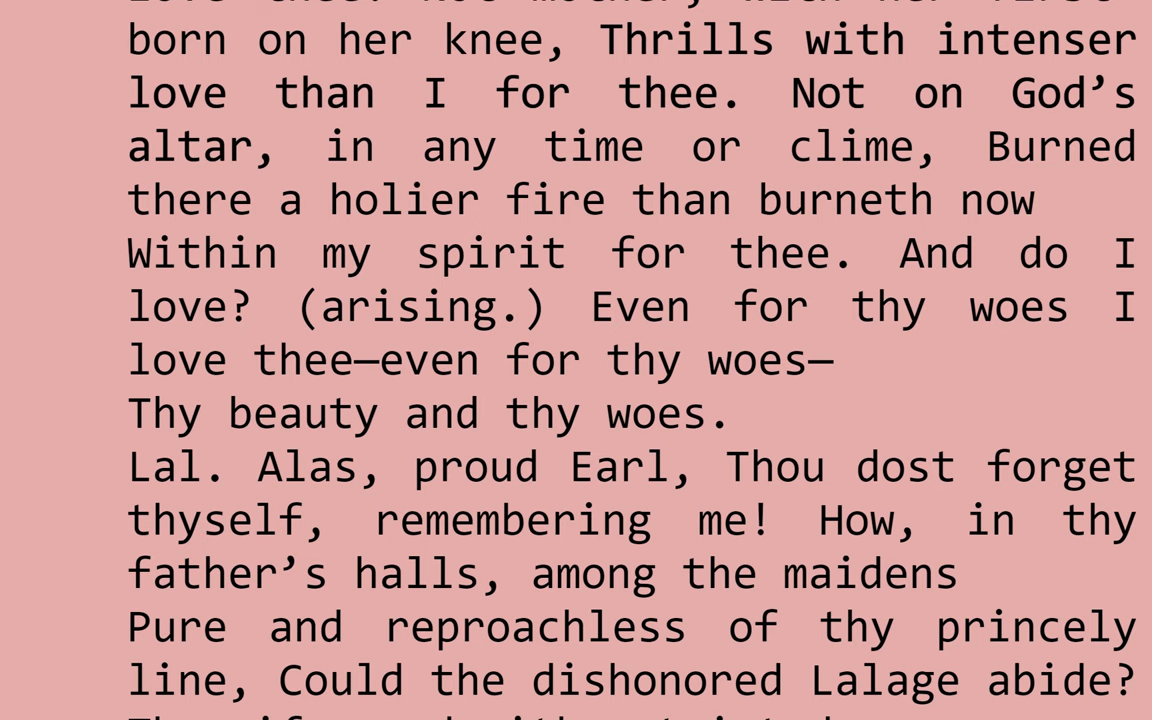 born on her knee, Thrills with intenser
love than I for thee. Not on God’s
altar, in any time or clime, Burned
there a holier fire than burneth now
Within my spirit for thee. And do I
love? (arising.) Even for thy woes I
love thee—even for thy woes—
Thy beauty and thy woes.
Lal. Alas, proud Earl, Thou dost forget
thyself, remembering me! How, in thy
father’s halls, among the maidens
Pure and reproachless of thy princely
line, Could the dishonored Lalage abide?